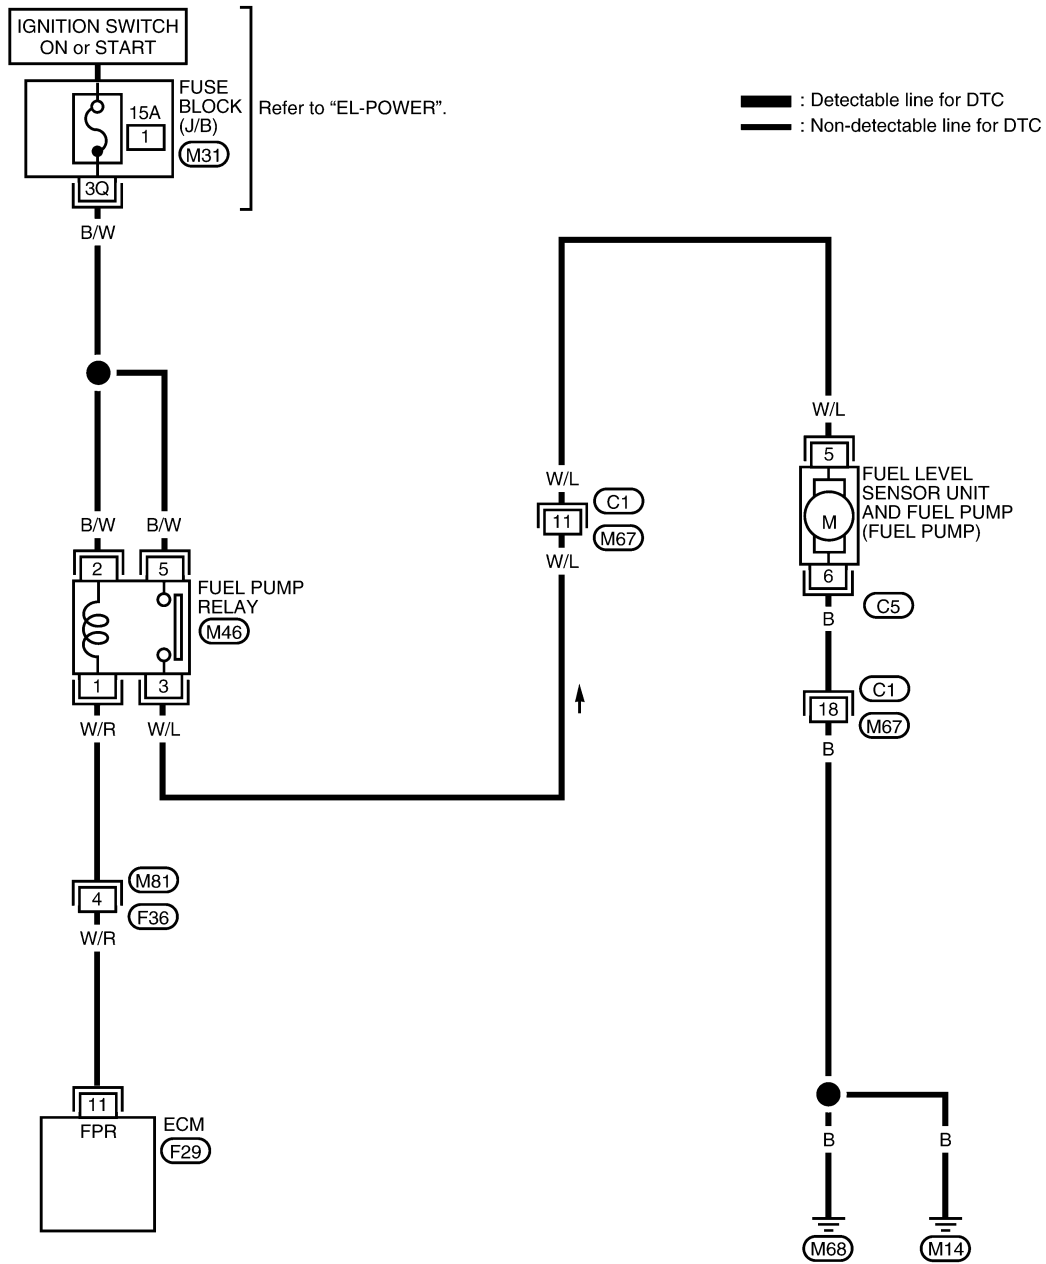 IGNITION SWITCH
ON or START
FUSE
BLOCK
(J/B)
M31
15A
1
3Q
Refer to “EL-POWER”.
: Detectable line for DTC
: Non-detectable line for DTC
B/W
B/W
B/W
2
5
FUEL PUMP
RELAY
M46
1
3
W/R
W/L
4
M81
F36
W/R
11
FPR
ECM
F29
W/L
11
C1
M67
W/L
W/L
5
FUEL LEVEL
SENSOR UNIT
AND FUEL PUMP
(FUEL PUMP)
M
6
C5
B
18
C1
M67
B
B
B
M68
M14